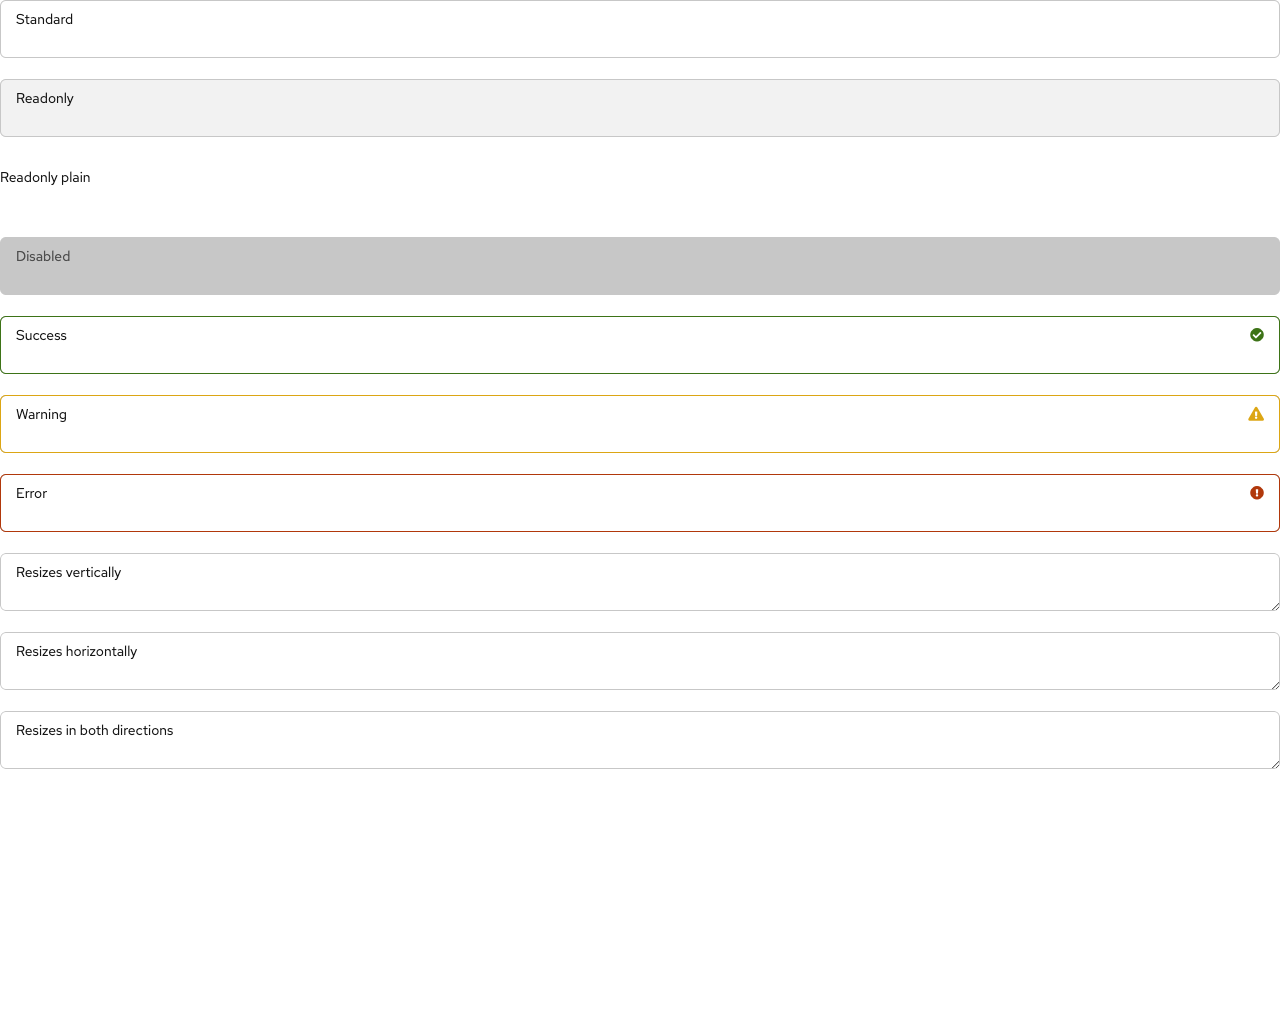 Standard
Readonly
Readonly plain
Disabled
Success
Warning
Error
Resizes vertically
Resizes horizontally
Resizes in both directions